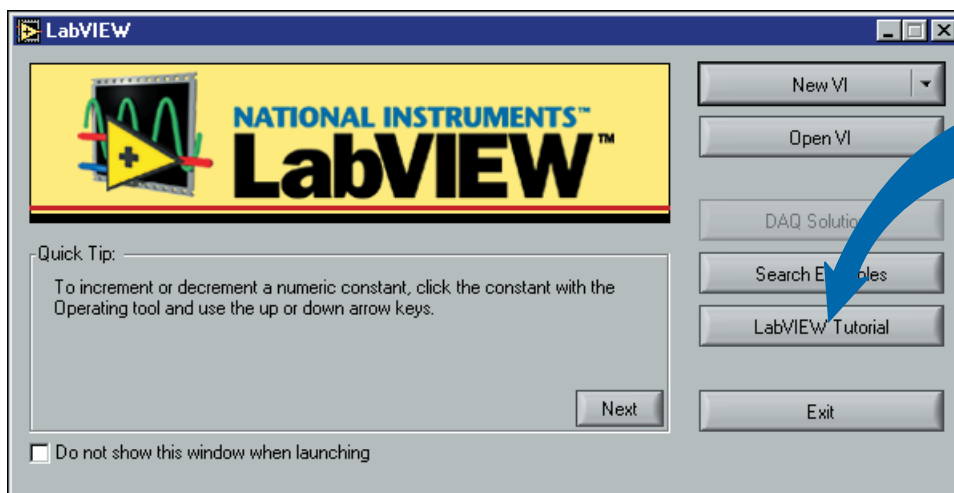 LabVIEW
NATIONAL INSTRUMENTS™
LabVIEW™
New VI
Open VI
DAQ
Search
LabVIEW Tutorial
Exit
Quick Tip:
To increment or decrement a numeric constant, click the constant with the
Operating tool and use the up or down arrow keys.
Next
Do not show this window when launching